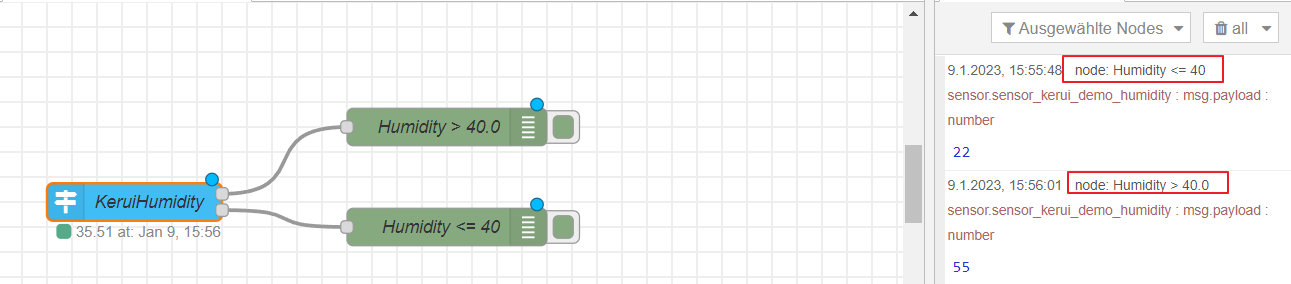 Humidity > 40.0
KeruiHumidity
Humidity <= 40
35.51 at: Jan 9, 15:56
Ausgewählte Nodes
all
9.1.2023, 15:55:48 node: Humidity <= 40
sensor.sensor_kerui_demo_humidity : msg.payload :
number
22
9.1.2023, 15:56:01 node: Humidity > 40.0
sensor.sensor_kerui_demo_humidity : msg.payload :
number
55